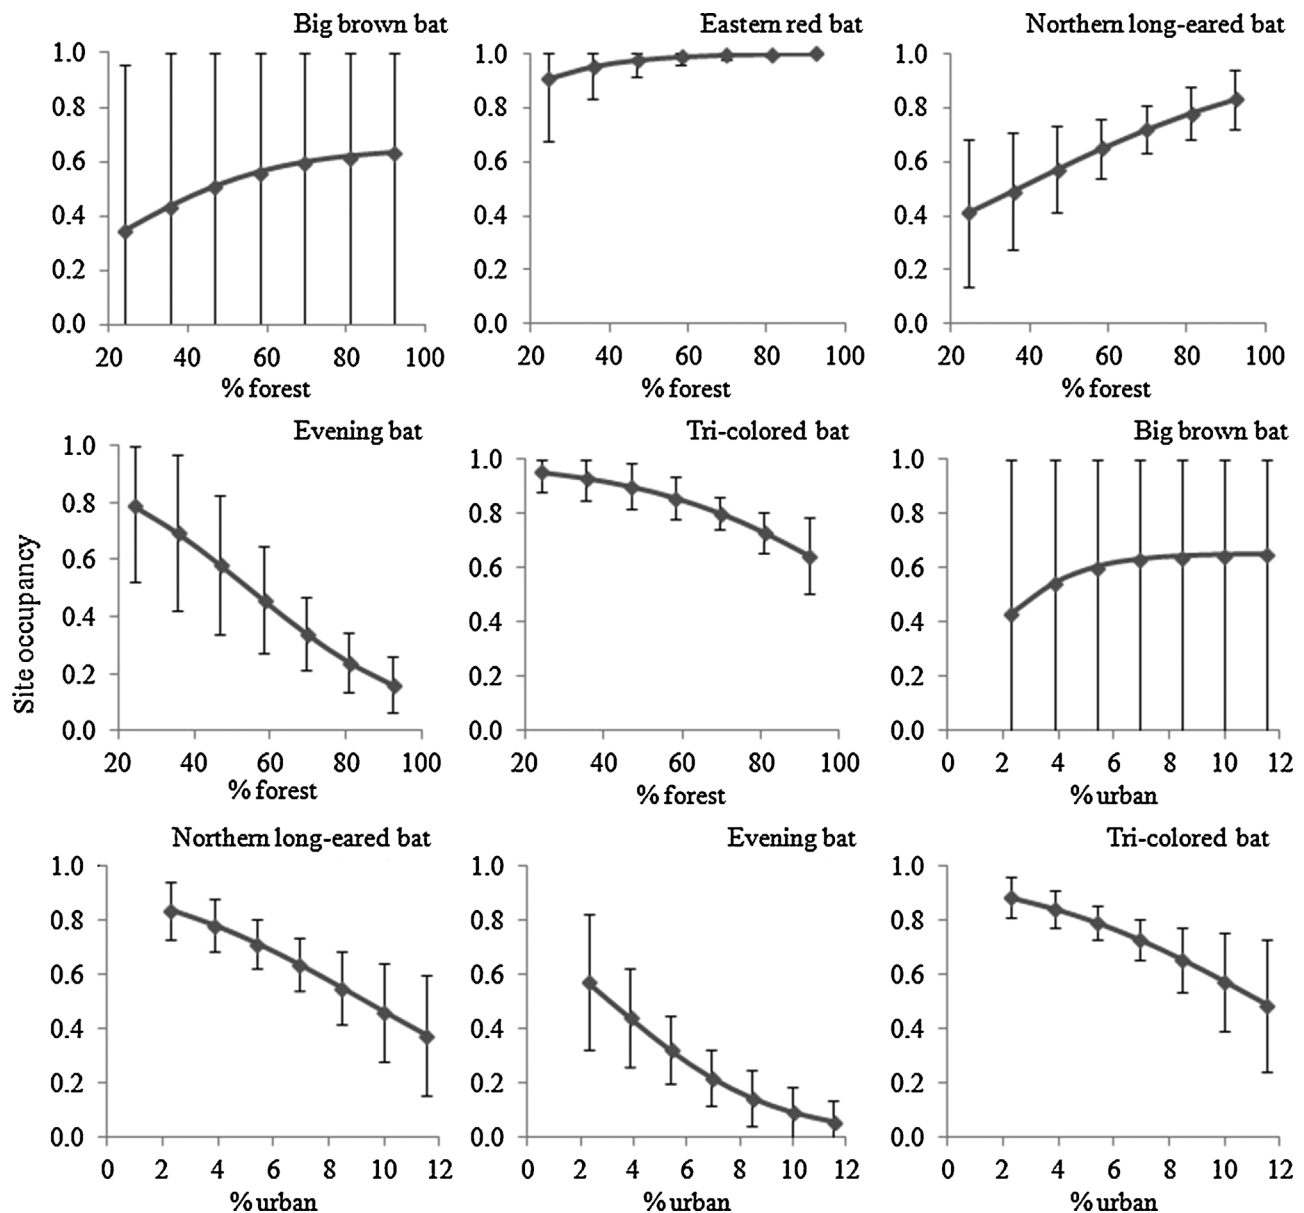 Big brown bat
1.0
0.8
0.6
0.4
0.2
0.0
20 40 60 80 100
% forest
Eastern red bat
1.0
0.8
0.6
0.4
0.2
0.0
20 40 60 80 100
% forest
Northern long-eared bat
1.0
0.8
0.6
0.4
0.2
0.0
20 40 60 80 100
% forest
Site occupancy
Evening bat
1.0
0.8
0.6
0.4
0.2
0.0
20 40 60 80 100
% forest
Tri-colored bat
1.0
0.8
0.6
0.4
0.2
0.0
20 40 60 80 100
% forest
Big brown bat
1.0
0.8
0.6
0.4
0.2
0.0
0 2 4 6 8 10 12
% urban
Northern long-eared bat
1.0
0.8
0.6
0.4
0.2
0.0
0 2 4 6 8 10 12
% urban
Evening bat
1.0
0.8
0.6
0.4
0.2
0.0
0 2 4 6 8 10 12
% urban
Tri-colored bat
1.0
0.8
0.6
0.4
0.2
0.0
0 2 4 6 8 10 12
% urban